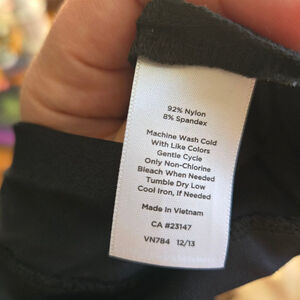 92% Nylon
8% Spandex
Machine Wash Cold
With Like Colors
Gentle Cycle
Only Non-Chlorine
Bleach When Needed
Tumble Dry Low
Cool Iron, If Needed
Made in Vietnam
CA #23147
VN784 12/13